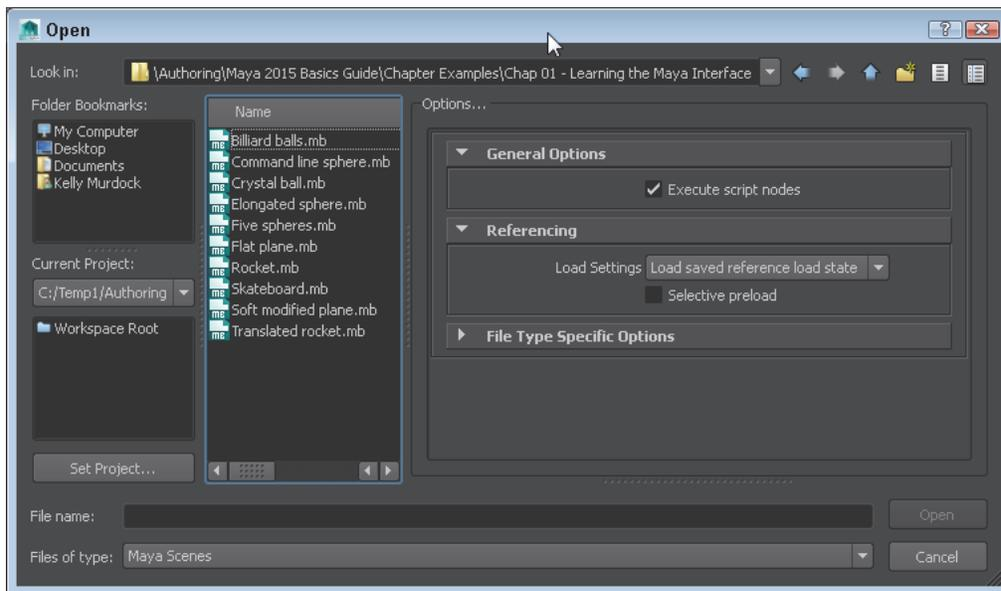 Open
Look in: \Authoring\Maya 2015 Basics Guide\Chapter Examples\Chap 01 - Learning the Maya Interface
Folder Bookmarks:
My Computer
Desktop
Documents
Kelly Murdock
Current Project:
C:/Temp1/Authoring
Workspace Root
Set Project...
Name
Billiard balls.mb
Command line sphere.mb
Crystal ball.mb
Elongated sphere.mb
Five spheres.mb
Flat plane.mb
Rocket.mb
Skateboard.mb
Soft modified plane.mb
Translated rocket.mb
Options...
General Options
Execute script nodes
Referencing
Load Settings Load saved reference load state
Selective preload
File Type Specific Options
File name:
Open
Files of type: Maya Scenes
Cancel